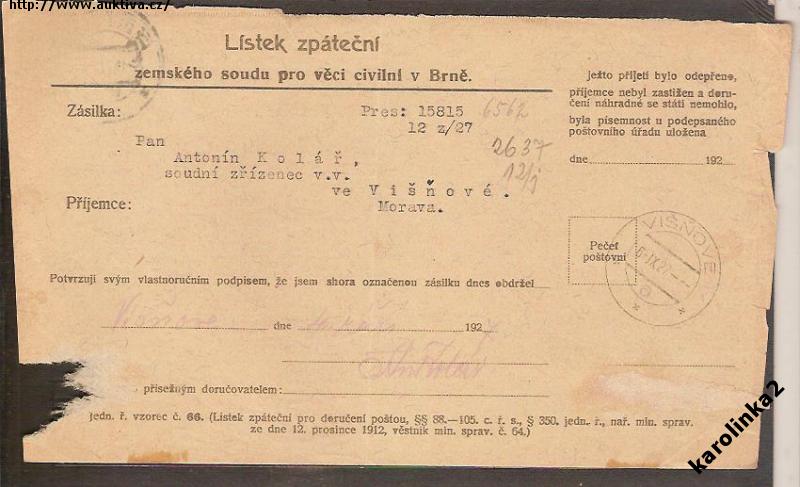 http://www.auktiva.cz/
Lístek zpáteční
zemského soudu pro věci civilní v Brně.
Zásilka:
Pres: 15815 6562
12 z/27
2637
12/j
Pan
Antonín Kolář,
soudní zřízenec v.v.
ve Višňové.
Morava.
Příjemce:
Ježto přijetí bylo odepřeno,
příjemce nebyl zastižen a doru-
čení náhradné se státi nemohlo,
byla písemnost u podepsaného
poštovního úřadu uložena
dne 192
Pečeť
poštovní
VIŠŇOVÉ
Potvrzuji svým vlastnoručním podpisem, že jsem shora označenou zásilku dnes obdržel
Višňové dne 1927
přísežným doručovatelem:
jedn. ř. vzorec č. 66. (Lístek zpáteční pro doručení poštou, §§ 88.—105. c. ř. s., § 350. jedn. ř., nař. min. sprav.
ze dne 12. prosince 1912, věstník min. sprav. č. 64.)
karolinka2